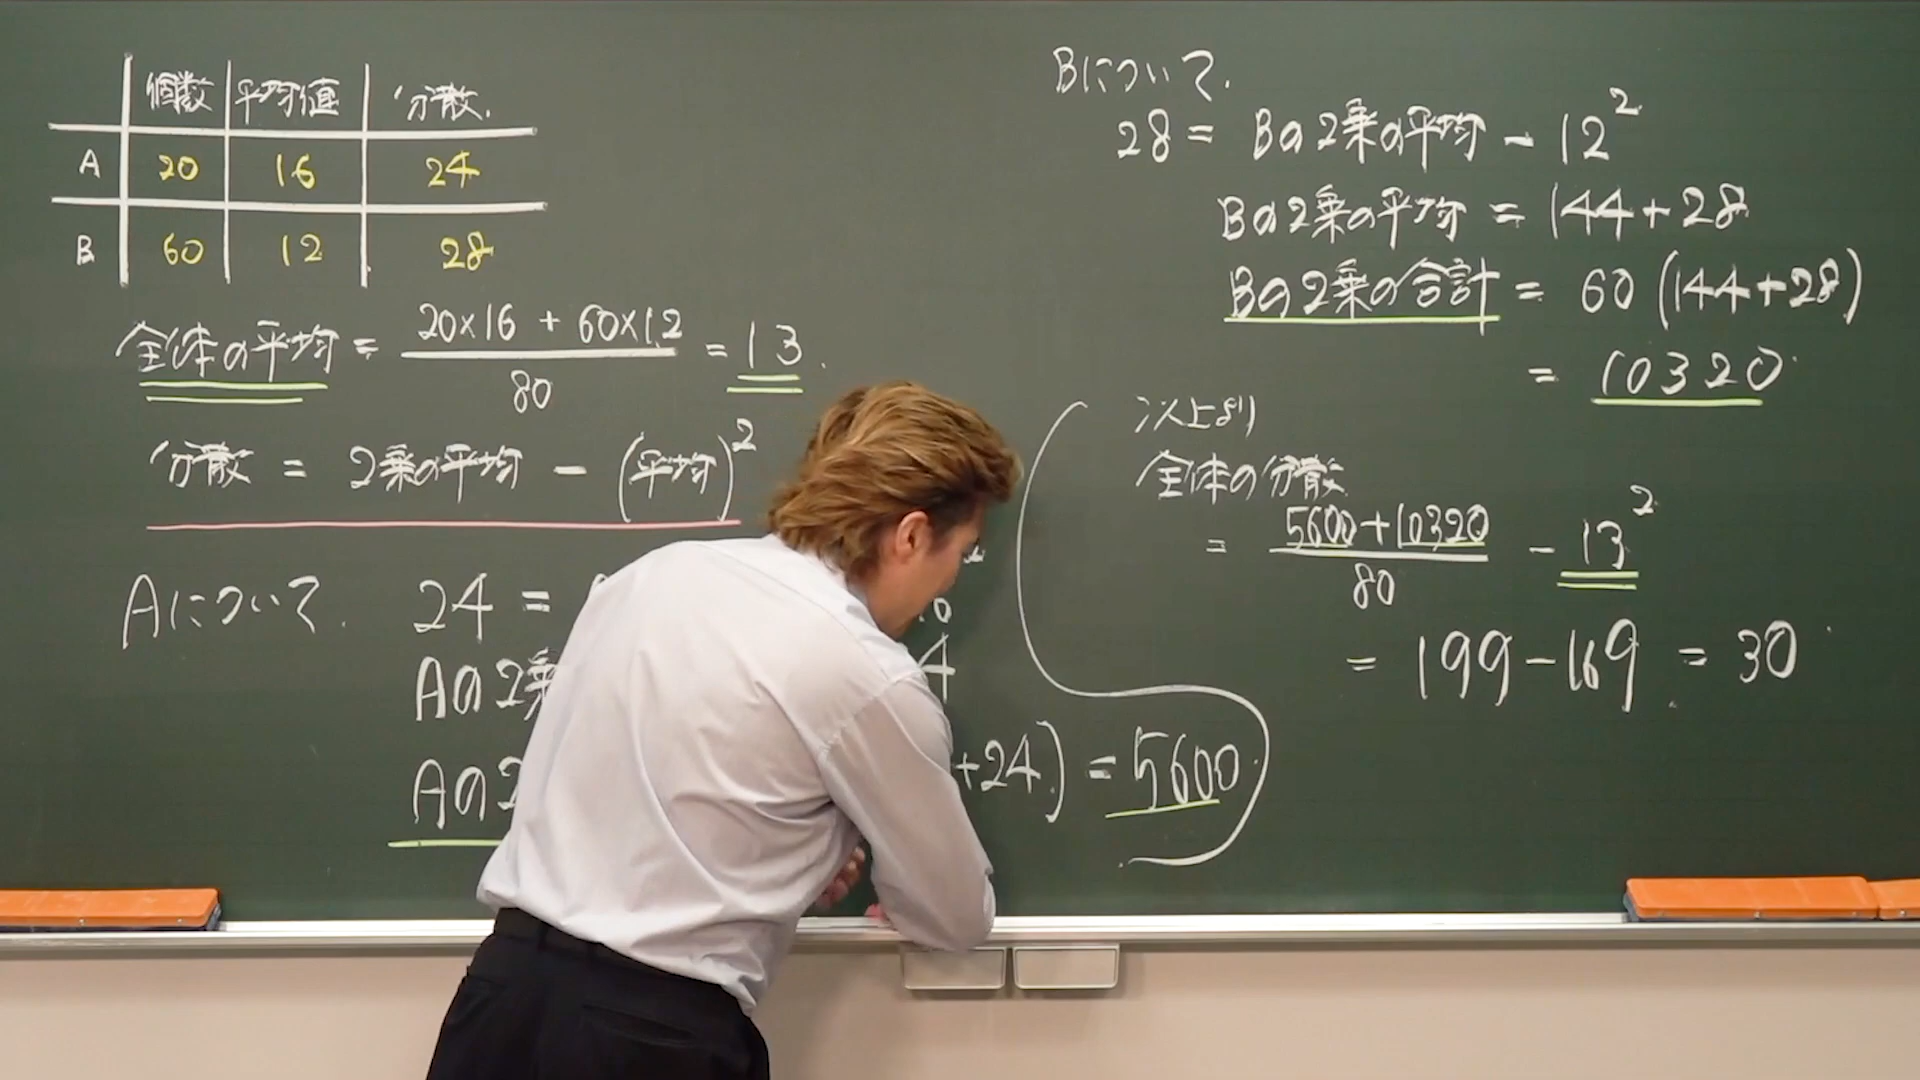 個数 平均値 分散.
A 20 16 24
B 60 12 28
全体の平均 = (20×16 + 60×12)/80 = 13.
分散 = 2乗の平均 - (平均)²
Aについて. 24 =
Aの2乗 4
Aの2 +24) = 5600.
Bについて.
28 = Bの2乗の平均 - 12²
Bの2乗の平均 = 144+28
Bの2乗の合計 = 60 (144+28)
= 10320.
以上より
全体の分散
= (5600+10320)/80 - 13²
= 199-169 = 30